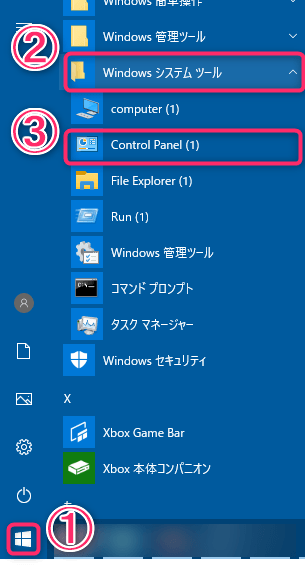 Windows 簡単操作
Windows 管理ツール
②
Windows システム ツール
computer (1)
③
Control Panel (1)
File Explorer (1)
Run (1)
Windows 管理ツール
コマンド プロンプト
タスク マネージャー
Windows セキュリティ
X
Xbox Game Bar
Xbox 本体コンパニオン
①